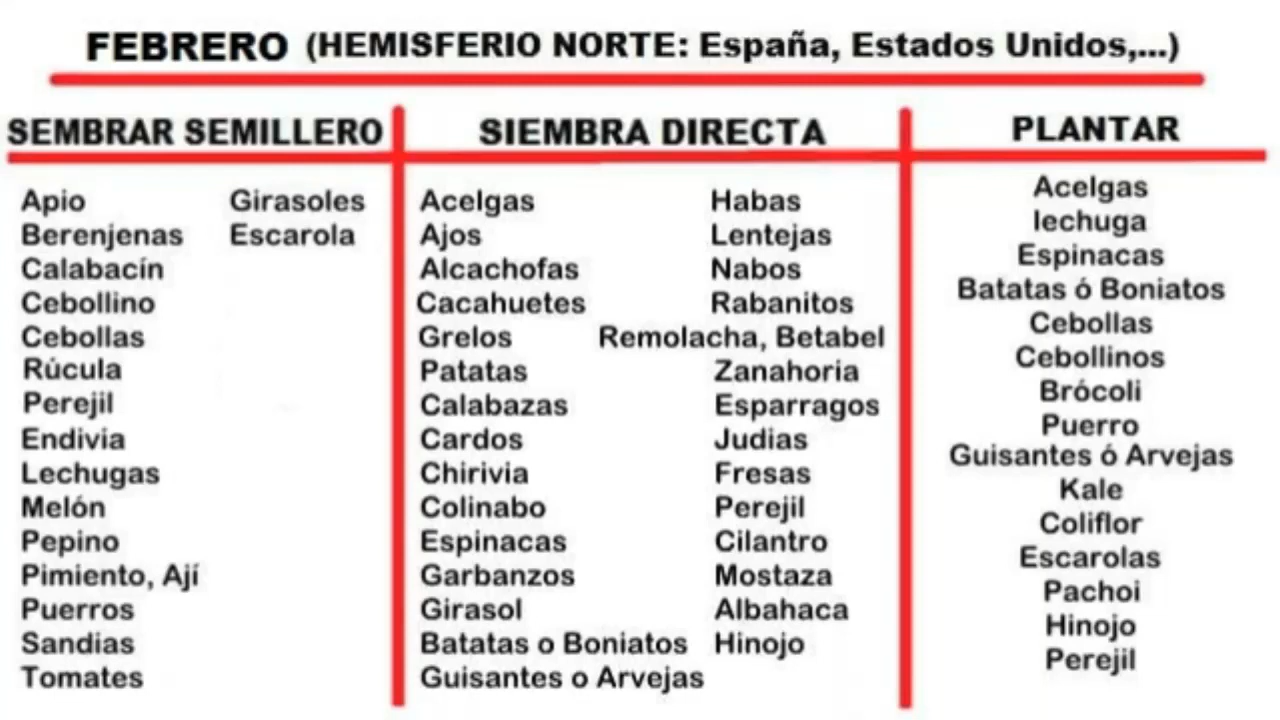 FEBRERO (HEMISFERIO NORTE: España, Estados Unidos,...)
SEMBRAR SEMILLERO
Apio Girasoles
Berenjenas Escarola
Calabacín
Cebollino
Cebollas
Rúcula
Perejil
Endivia
Lechugas
Melón
Pepino
Pimiento, Ají
Puerros
Sandias
Tomates
SIEMBRA DIRECTA
Acelgas Habas
Ajos Lentejas
Alcachofas Nabos
Cacahuetes Rabanitos
Grelos Remolacha, Betabel
Patatas Zanahoria
Calabazas Esparragos
Cardos Judias
Chirivia Fresas
Colinabo Perejil
Espinacas Cilantro
Garbanzos Mostaza
Girasol Albahaca
Batatas o Boniatos Hinojo
Guisantes o Arvejas
PLANTAR
Acelgas
lechuga
Espinacas
Batatas ó Boniatos
Cebollas
Cebollinos
Brócoli
Puerro
Guisantes ó Arvejas
Kale
Coliflor
Escarolas
Pachoi
Hinojo
Perejil